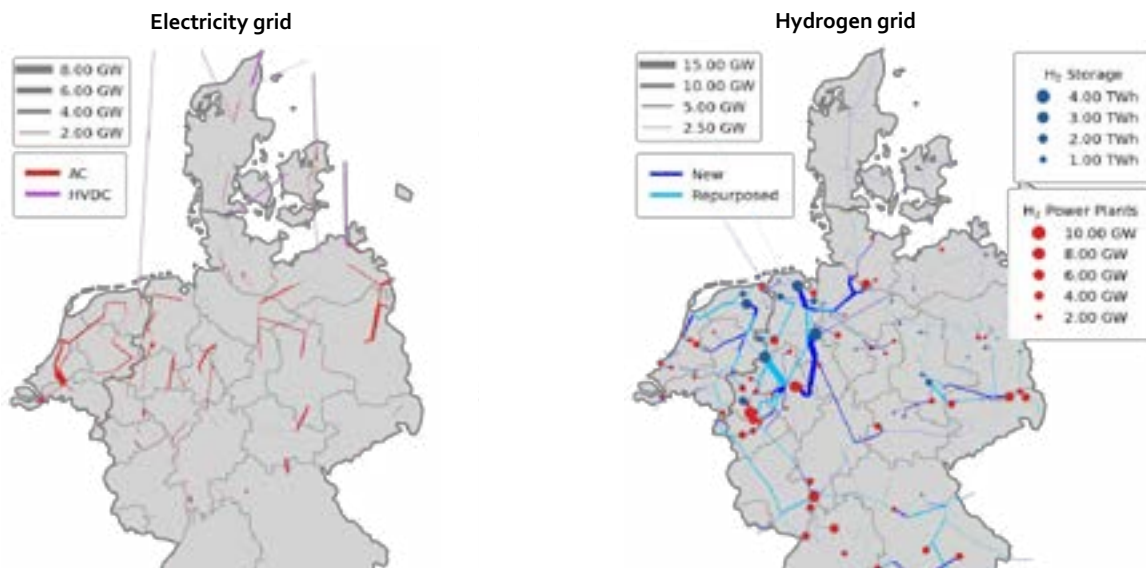 Electricity grid
8.00 GW
6.00 GW
4.00 GW
2.00 GW
AC
HVDC
Hydrogen grid
15.00 GW
10.00 GW
5.00 GW
2.50 GW
New
Repurposed
H₂ Storage
4.00 TWh
3.00 TWh
2.00 TWh
1.00 TWh
H₂ Power Plants
10.00 GW
8.00 GW
6.00 GW
4.00 GW
2.00 GW